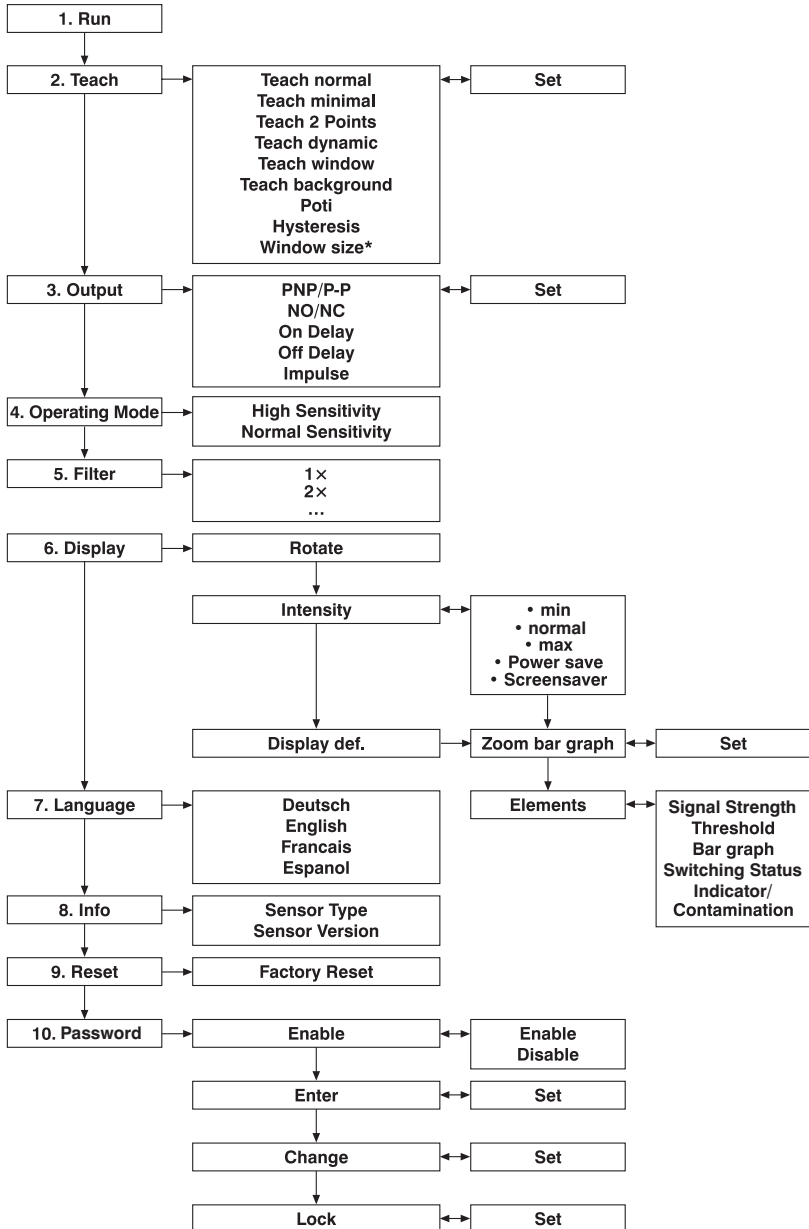 1. Run
2. Teach
Teach normal
Teach minimal
Teach 2 Points
Teach dynamic
Teach window
Teach background
Poti
Hysteresis
Window size*
Set
3. Output
PNP/P-P
NO/NC
On Delay
Off Delay
Impulse
Set
4. Operating Mode
High Sensitivity
Normal Sensitivity
5. Filter
1×
2×
...
6. Display
Rotate
Intensity
• min
• normal
• max
• Power save
• Screensaver
Display def.
Zoom bar graph
Set
Elements
Signal Strength
Threshold
Bar graph
Switching Status
Indicator/
Contamination
7. Language
Deutsch
English
Francais
Espanol
8. Info
Sensor Type
Sensor Version
9. Reset
Factory Reset
10. Password
Enable
Enable
Disable
Enter
Set
Change
Set
Lock
Set